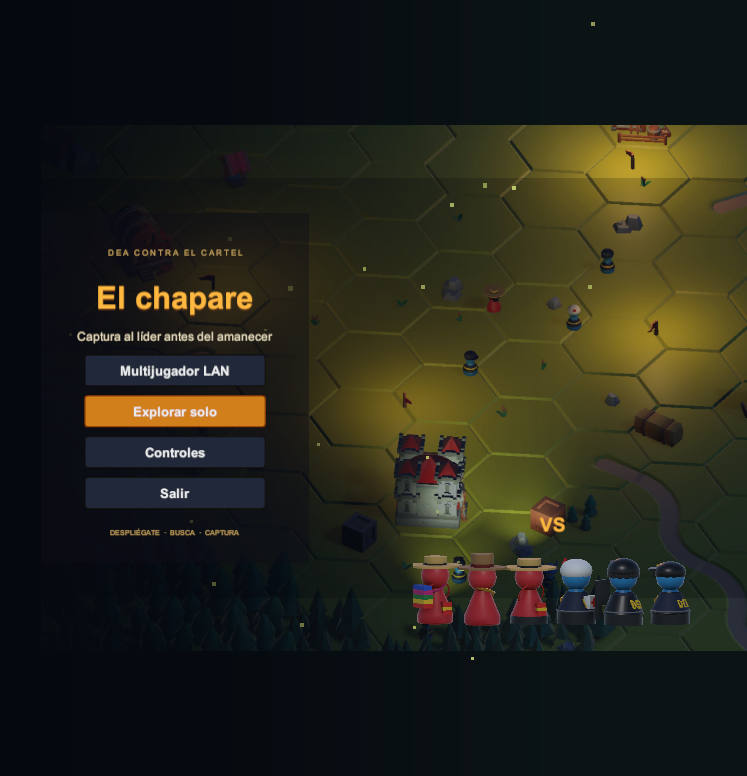 DEA CONTRA EL CARTEL
El chapare
Captura al líder antes del amanecer
Multijugador LAN
Explorar solo
Controles
Salir
DESPLIÉGATE · BUSCA · CAPTURA
VS